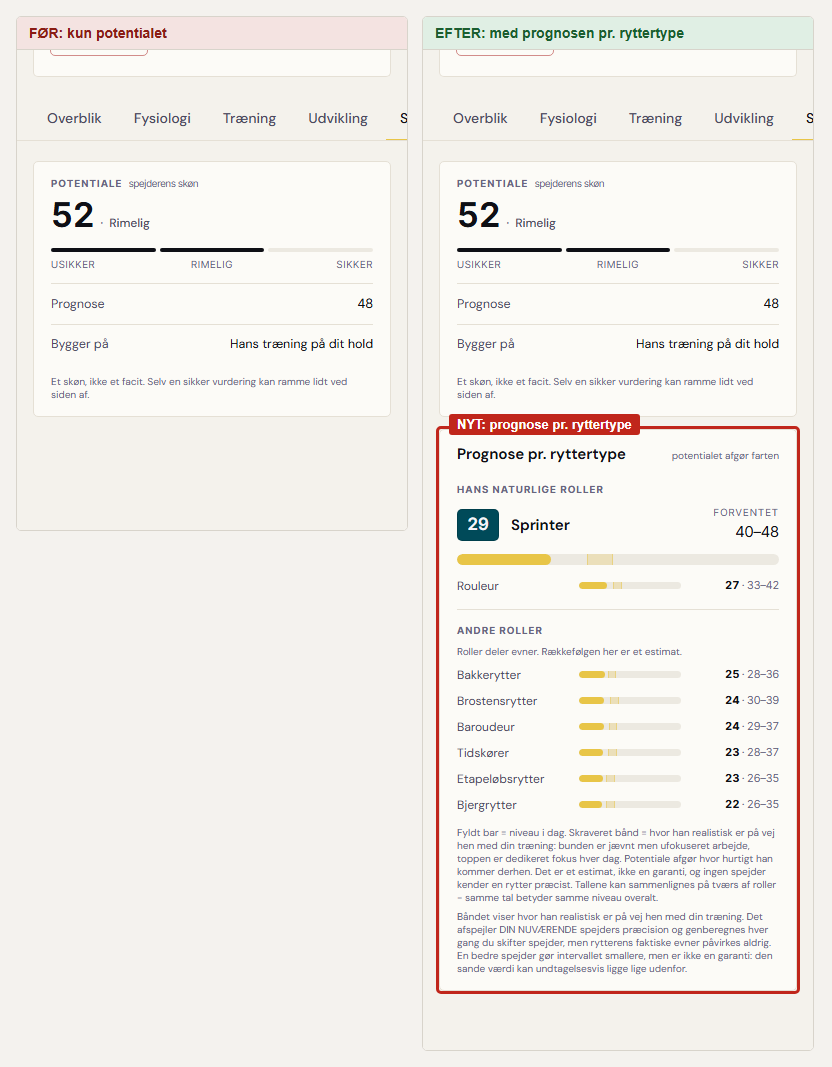 FØR: kun potentialet
Overblik Fysiologi Træning Udvikling S
POTENTIALE spejderens skøn
52 · Rimelig
USIKKER RIMELIG SIKKER
Prognose 48
Bygger på Hans træning på dit hold
Et skøn, ikke et facit. Selv en sikker vurdering kan ramme lidt ved
siden af.
EFTER: med prognosen pr. ryttertype
Overblik Fysiologi Træning Udvikling S
POTENTIALE spejderens skøn
52 · Rimelig
USIKKER RIMELIG SIKKER
Prognose 48
Bygger på Hans træning på dit hold
Et skøn, ikke et facit. Selv en sikker vurdering kan ramme lidt ved
siden af.
NYT: prognose pr. ryttertype
Prognose pr. ryttertype potentialet afgør farten
HANS NATURLIGE ROLLER
29 Sprinter FORVENTET
40–48
Rouleur 27 · 33–42
ANDRE ROLLER
Roller deler evner. Rækkefølgen her er et estimat.
Bakkerytter 25 · 28–36
Brostensrytter 24 · 30–39
Baroudeur 24 · 29–37
Tidskører 23 · 28–37
Etapeløbsrytter 23 · 26–35
Bjergrytter 22 · 26–35
Fyldt bar = niveau i dag. Skraveret bånd = hvor han realistisk er på vej
hen med din træning: bunden er jævnt men ufokuseret arbejde,
toppen er dedikeret fokus hver dag. Potentiale afgør hvor hurtigt han
kommer derhen. Det er et estimat, ikke en garanti, og ingen spejder
kender en rytter præcist. Tallene kan sammenlignes på tværs af roller
– samme tal betyder samme niveau overalt.
Båndet viser hvor han realistisk er på vej hen med din træning. Det
afspejler DIN NUVÆRENDE spejders præcision og genberegnes hver
gang du skifter spejder, men rytterens faktiske evner påvirkes aldrig.
En bedre spejder gør intervallet smallere, men er ikke en garanti: den
sande værdi kan undtagelsesvis ligge lige udenfor.